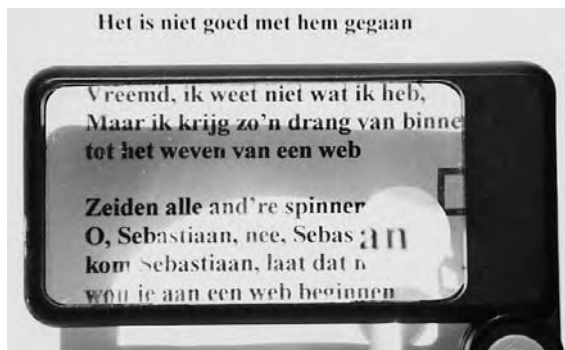 Het is niet goed met hem gegaan
Vreemd, ik weet niet wat ik heb,
Maar ik krijg zo'n drang van binne
tot het weven van een web
Zeiden alle and're spinner
O, Sebastiaan, nee, Sebas an
kom Sebastiaan, laat dat n
wou je aan een web beginnen